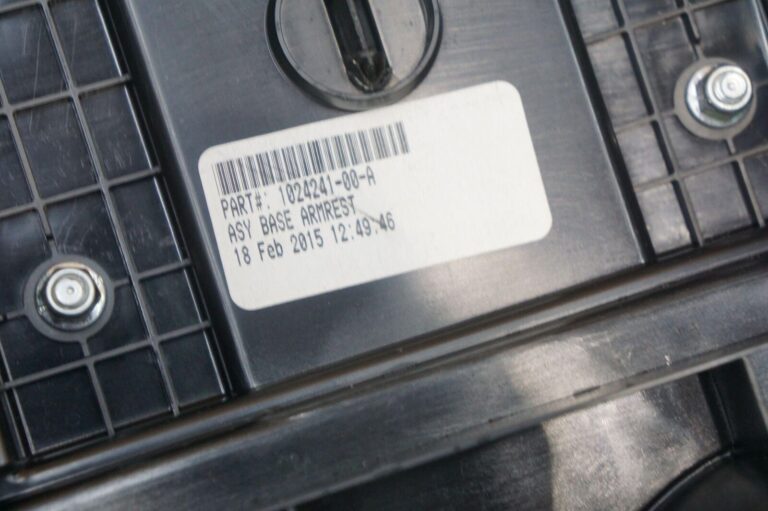 PART#: 1024241-00-A
ASY BASE ARMREST
18 Feb 2015 12:49:46